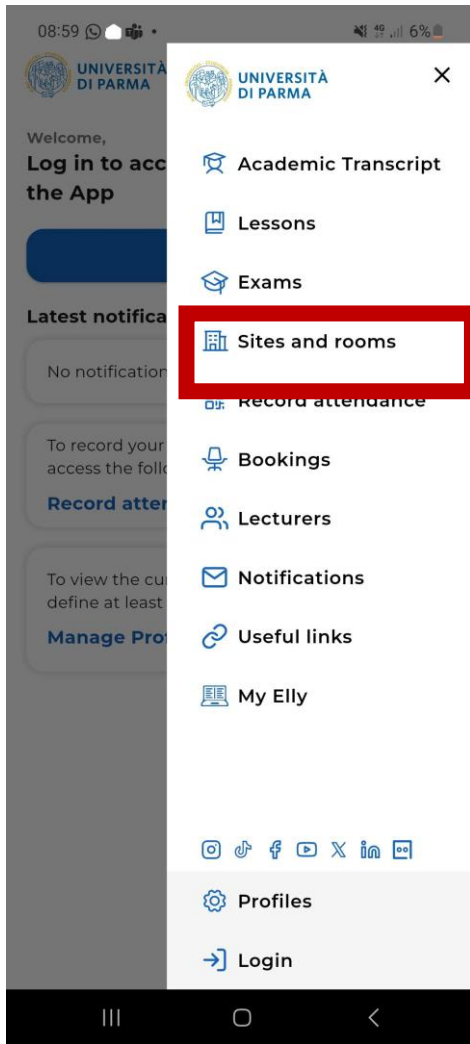 08:59
4G
6%
UNIVERSITÀ
DI PARMA
UNIVERSITÀ
DI PARMA
Welcome,
Log in to acc
the App
Latest notifica
No notification
To record your
access the follo
Record atter
To view the cu
define at least
Manage Pro
Academic Transcript
Lessons
Exams
Sites and rooms
Record attendance
Bookings
Lecturers
Notifications
Useful links
My Elly
Profiles
Login